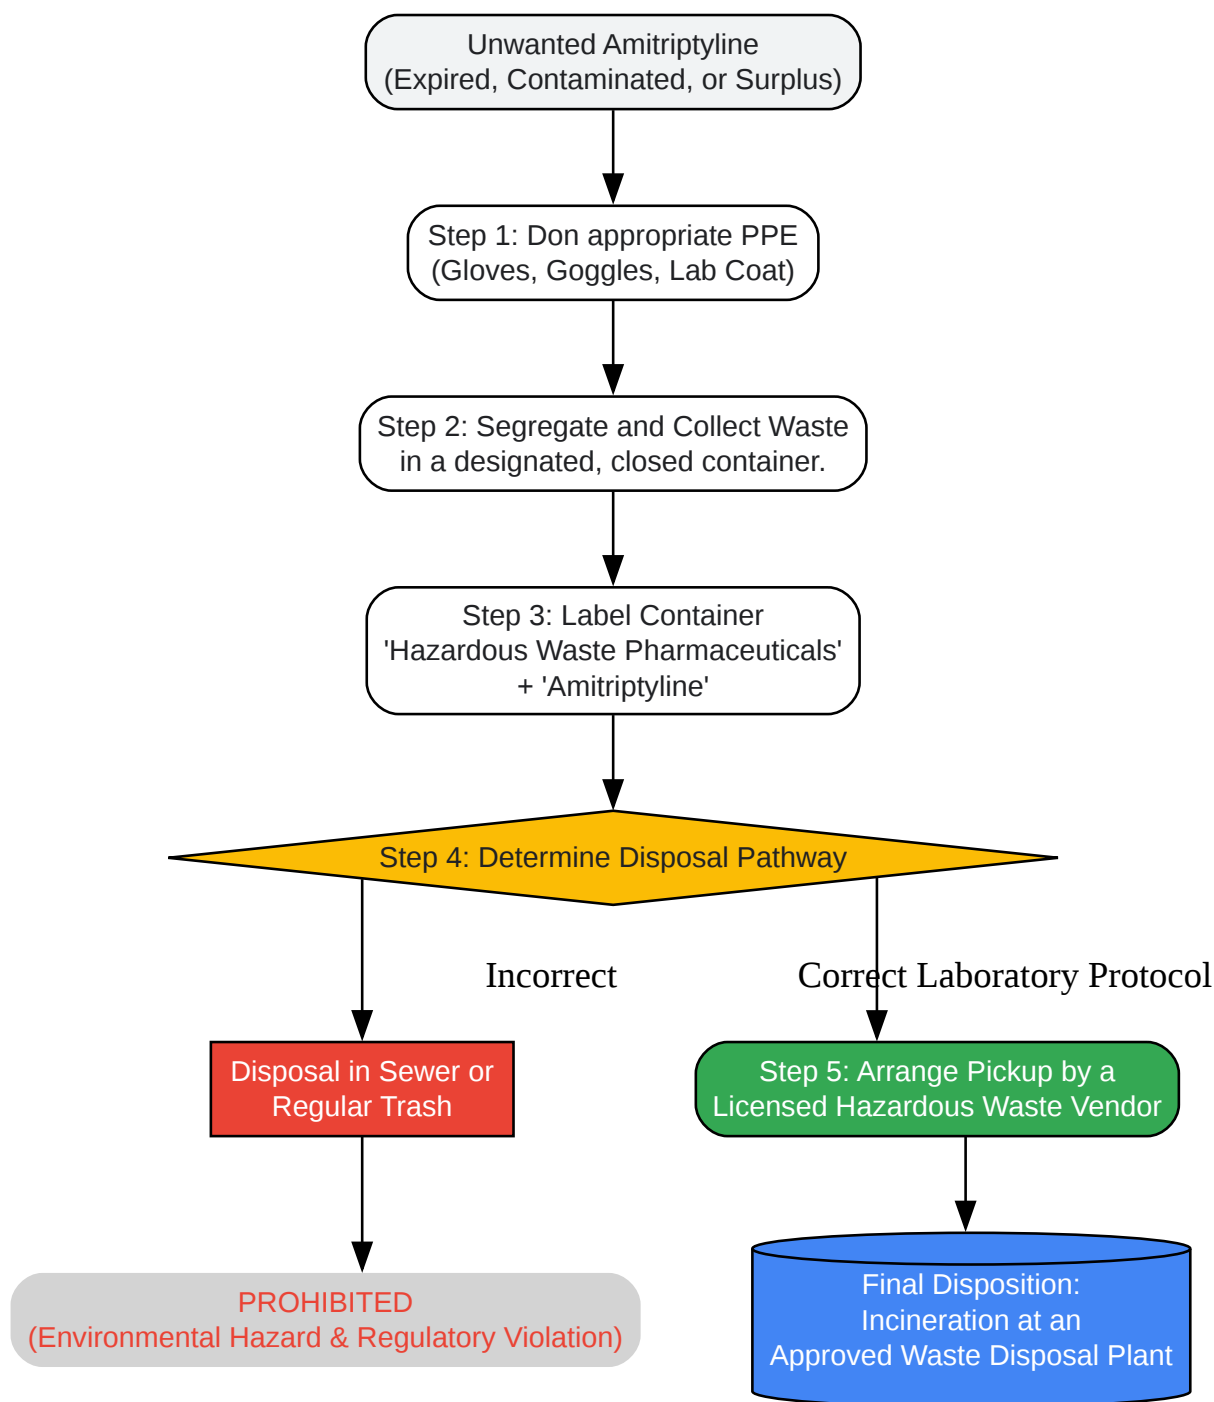 Unwanted Amitriptyline
(Expired, Contaminated, or Surplus)
Step 1: Don appropriate PPE
(Gloves, Goggles, Lab Coat)
Step 2: Segregate and Collect Waste
in a designated, closed container.
Step 3: Label Container
'Hazardous Waste Pharmaceuticals'
+ 'Amitriptyline'
Step 4: Determine Disposal Pathway
Incorrect
Correct Laboratory Protocol
Disposal in Sewer or
Regular Trash
Step 5: Arrange Pickup by a
Licensed Hazardous Waste Vendor
PROHIBITED
(Environmental Hazard & Regulatory Violation)
Final Disposition:
Incineration at an
Approved Waste Disposal Plant